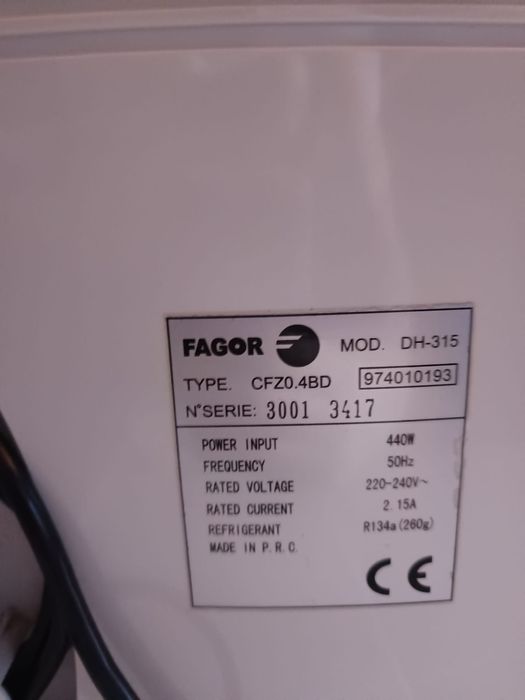 FAGOR MOD. DH-315
TYPE. CFZ0.4BD 974010193
N°SERIE: 3001 3417
POWER INPUT 440W
FREQUENCY 50Hz
RATED VOLTAGE 220-240V~
RATED CURRENT 2.15A
REFRIGERANT R134a(260g)
MADE IN P.R.C.
CE